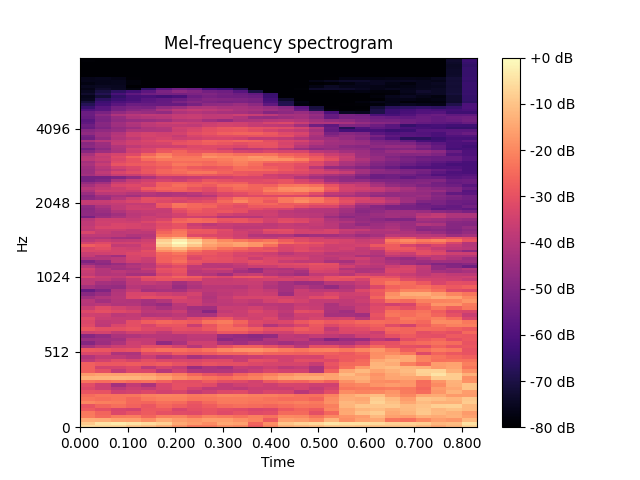 Mel-frequency spectrogram
Hz
4096
2048
1024
512
0
0.000 0.100 0.200 0.300 0.400 0.500 0.600 0.700 0.800
Time
+0 dB
-10 dB
-20 dB
-30 dB
-40 dB
-50 dB
-60 dB
-70 dB
-80 dB